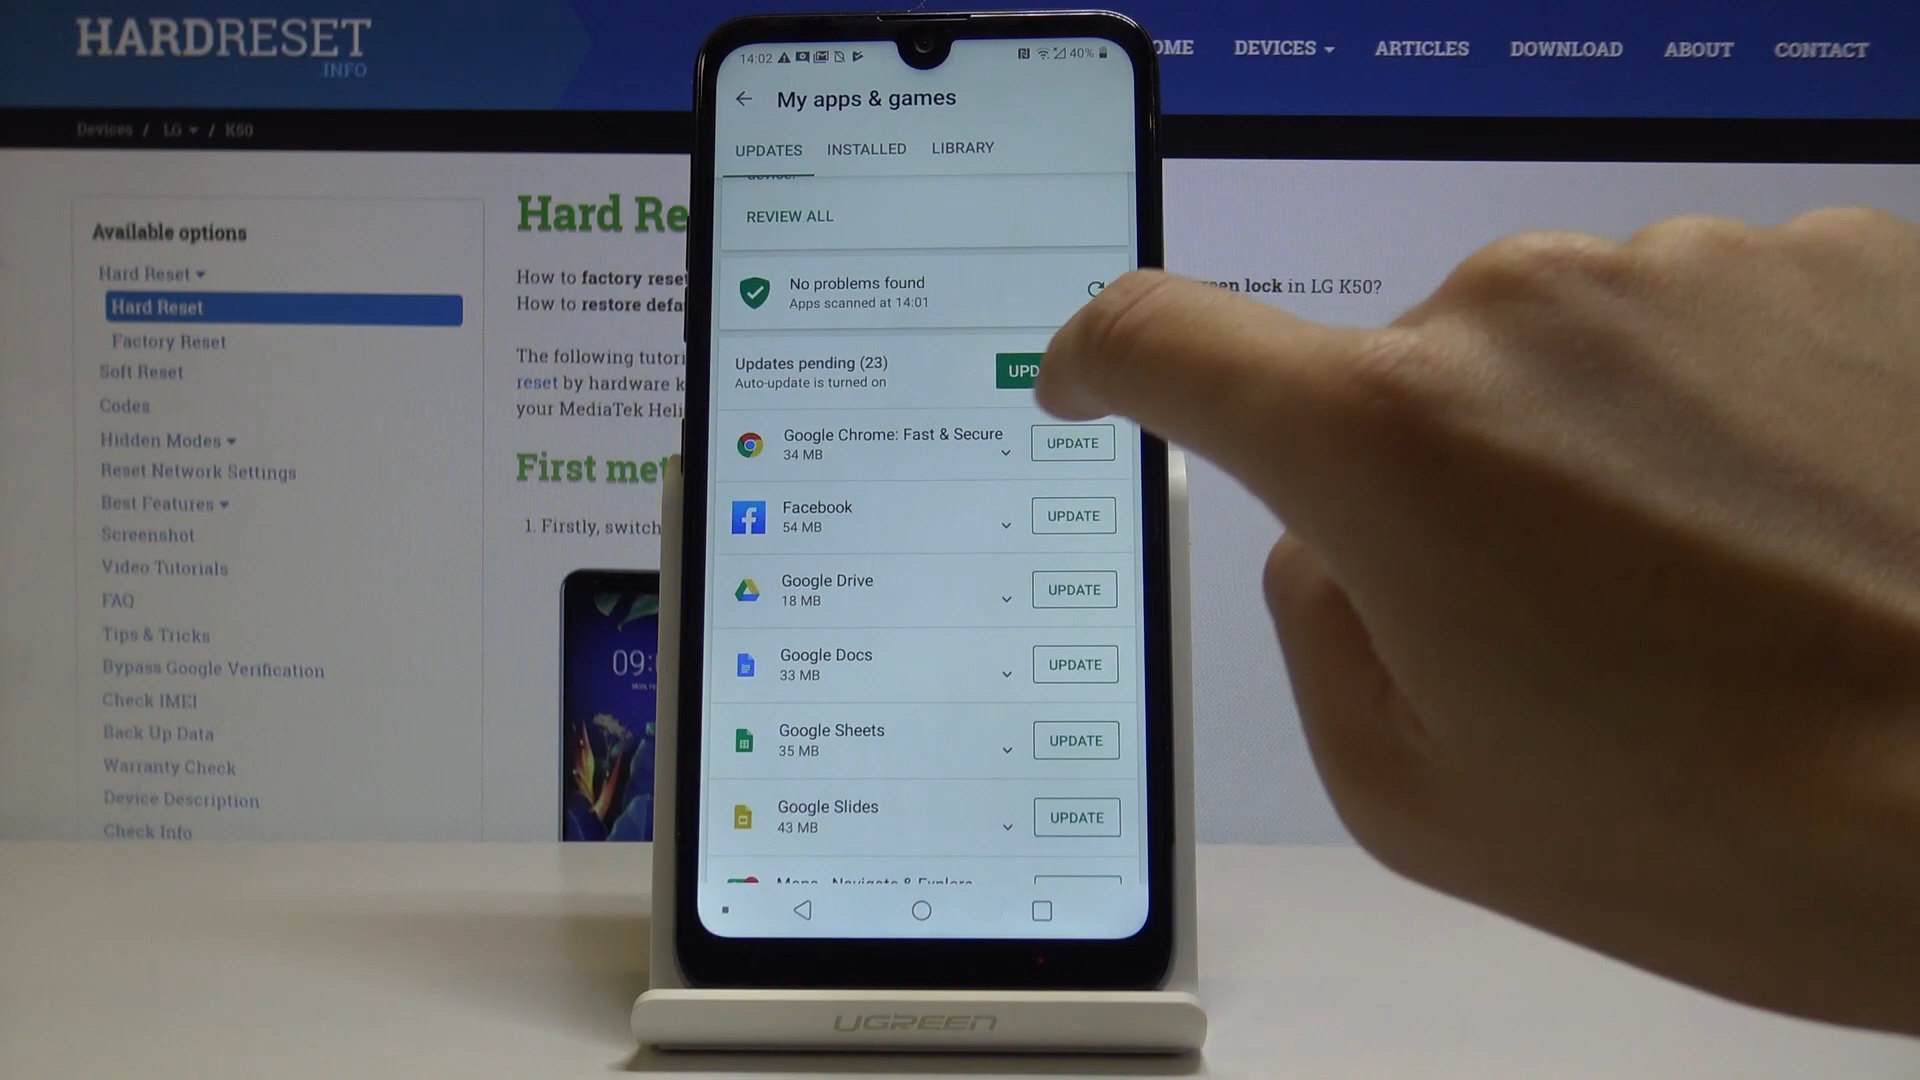 HARDRESET
.INFO
OME DEVICES ARTICLES DOWNLOAD ABOUT CONTACT
Devices / LG / K50
Available options
Hard Reset
Hard Reset
Factory Reset
Soft Reset
Codes
Hidden Modes
Reset Network Settings
Best Features
Screenshot
Video Tutorials
FAQ
Tips & Tricks
Bypass Google Verification
Check IMEI
Back Up Data
Warranty Check
Device Description
Check Info
Hard Re
How to factory reset
How to restore defa
een lock in LG K50?
The following tutori
reset by hardware k
your MediaTek Heli
First met
1. Firstly, switch
09:
14:02 40%
My apps & games
UPDATES INSTALLED LIBRARY
device.
REVIEW ALL
No problems found
Apps scanned at 14:01
Updates pending (23)
Auto-update is turned on
UPD
Google Chrome: Fast & Secure
34 MB
UPDATE
Facebook
54 MB
UPDATE
Google Drive
18 MB
UPDATE
Google Docs
33 MB
UPDATE
Google Sheets
35 MB
UPDATE
Google Slides
43 MB
UPDATE
Maps - Navigate & Explore
UGREEN